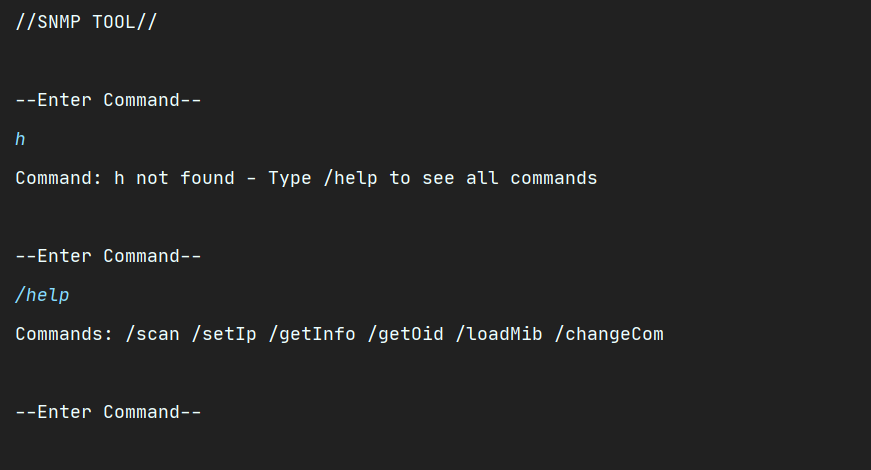 //SNMP TOOL//
--Enter Command--
h
Command: h not found - Type /help to see all commands
--Enter Command--
/help
Commands: /scan /setIp /getInfo /getOid /loadMib /changeCom
--Enter Command--